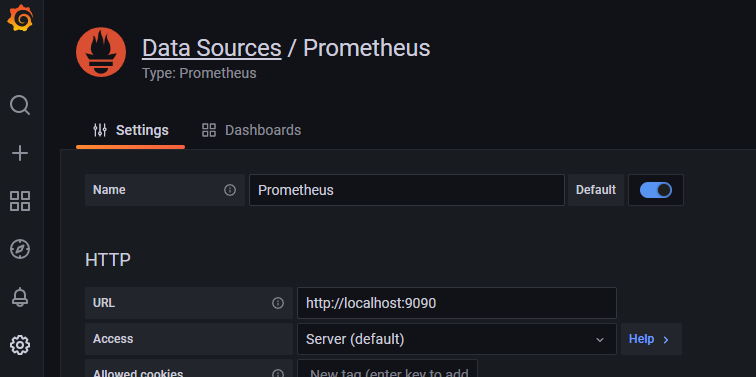 Data Sources / Prometheus
Type: Prometheus
Settings Dashboards
Name Prometheus Default
HTTP
URL http://localhost:9090
Access Server (default) Help >
Allowed cookies New tag (enter key to add